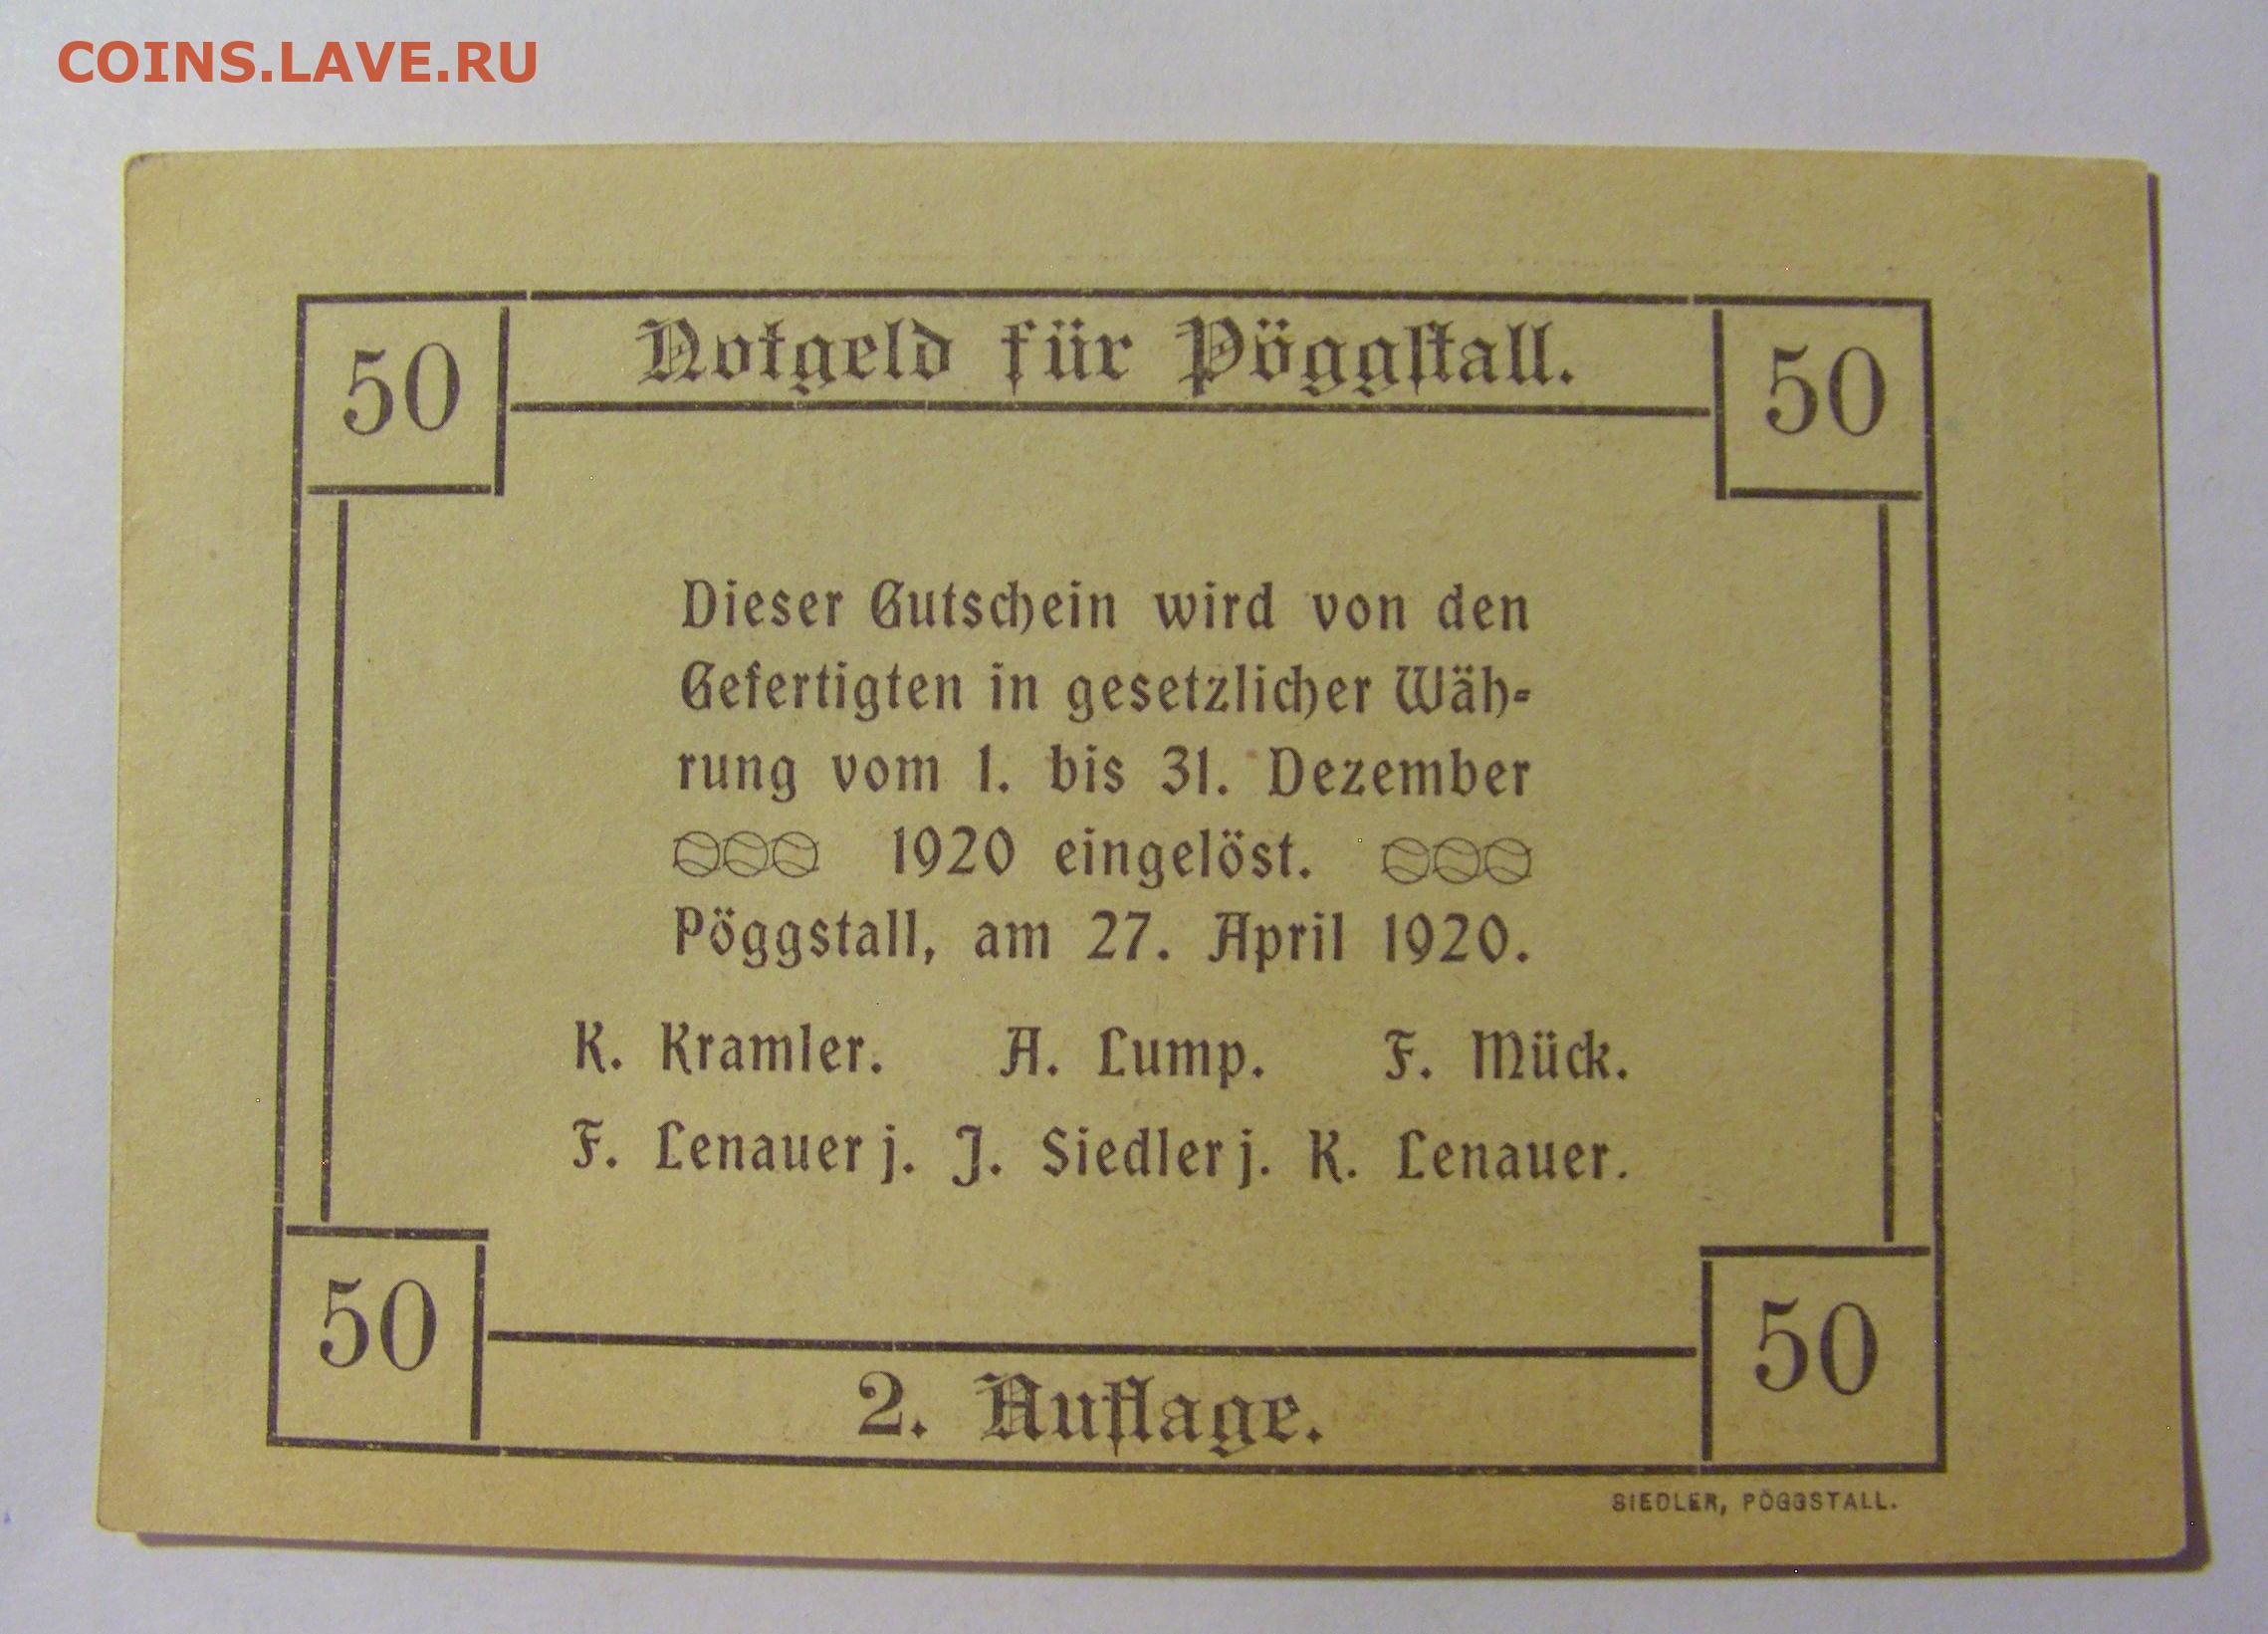 COINS.LAVE.RU
50
Notgeld für Pöggstall.
50
Dieser Gutschein wird von den
Gefertigten in gesetzlicher Wäh-
rung vom 1. bis 31. Dezember
1920 eingelöst.
Pöggstall, am 27. April 1920.
K. Kramler. A. Lump. F. Mück.
F. Lenauer j. J. Siedler j. K. Lenauer.
50
2. Auflage.
50
SIEDLER, PÖGGSTALL.